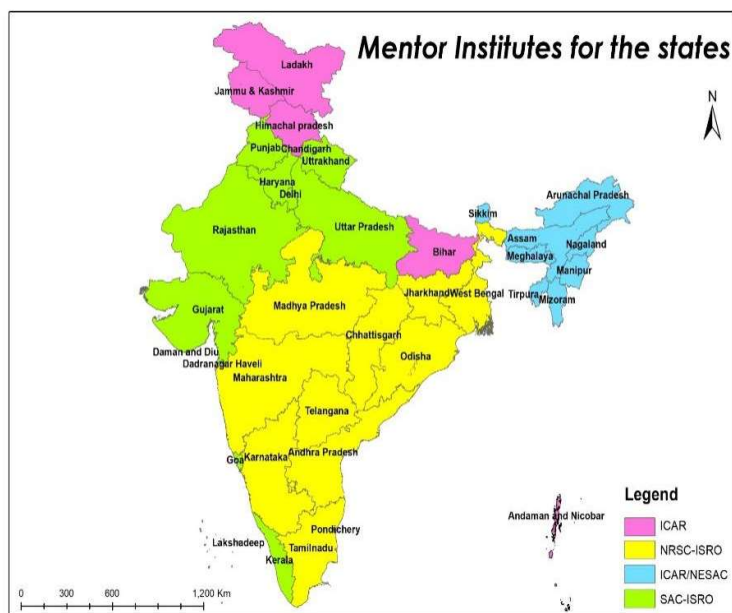 Mentor Institutes for the states
Ladakh
N
Jammu & Kashmir
Himachal pradesh
Punjab
Chandigarh
Uttrakhand
Haryana
Delhi
Arunachal Pradesh
Sikkim
Rajasthan
Uttar Pradesh
Assam
Nagaland
Bihar
Meghalaya
Manipur
Jharkhand
West Bengal
Tirpura
Mizoram
Gujarat
Madhya Pradesh
Chhattisgarh
Daman and Diu
Odisha
Dadranagar Haveli
Maharashtra
Telangana
Goa
Karnataka
Andhra Pradesh
Legend
Andaman and Nicobar
ICAR
Pondichery
Lakshadeep
Tamilnadu
NRSC-ISRO
Kerala
ICAR/NESAC
SAC-ISRO
0 300 600 1,200 Km